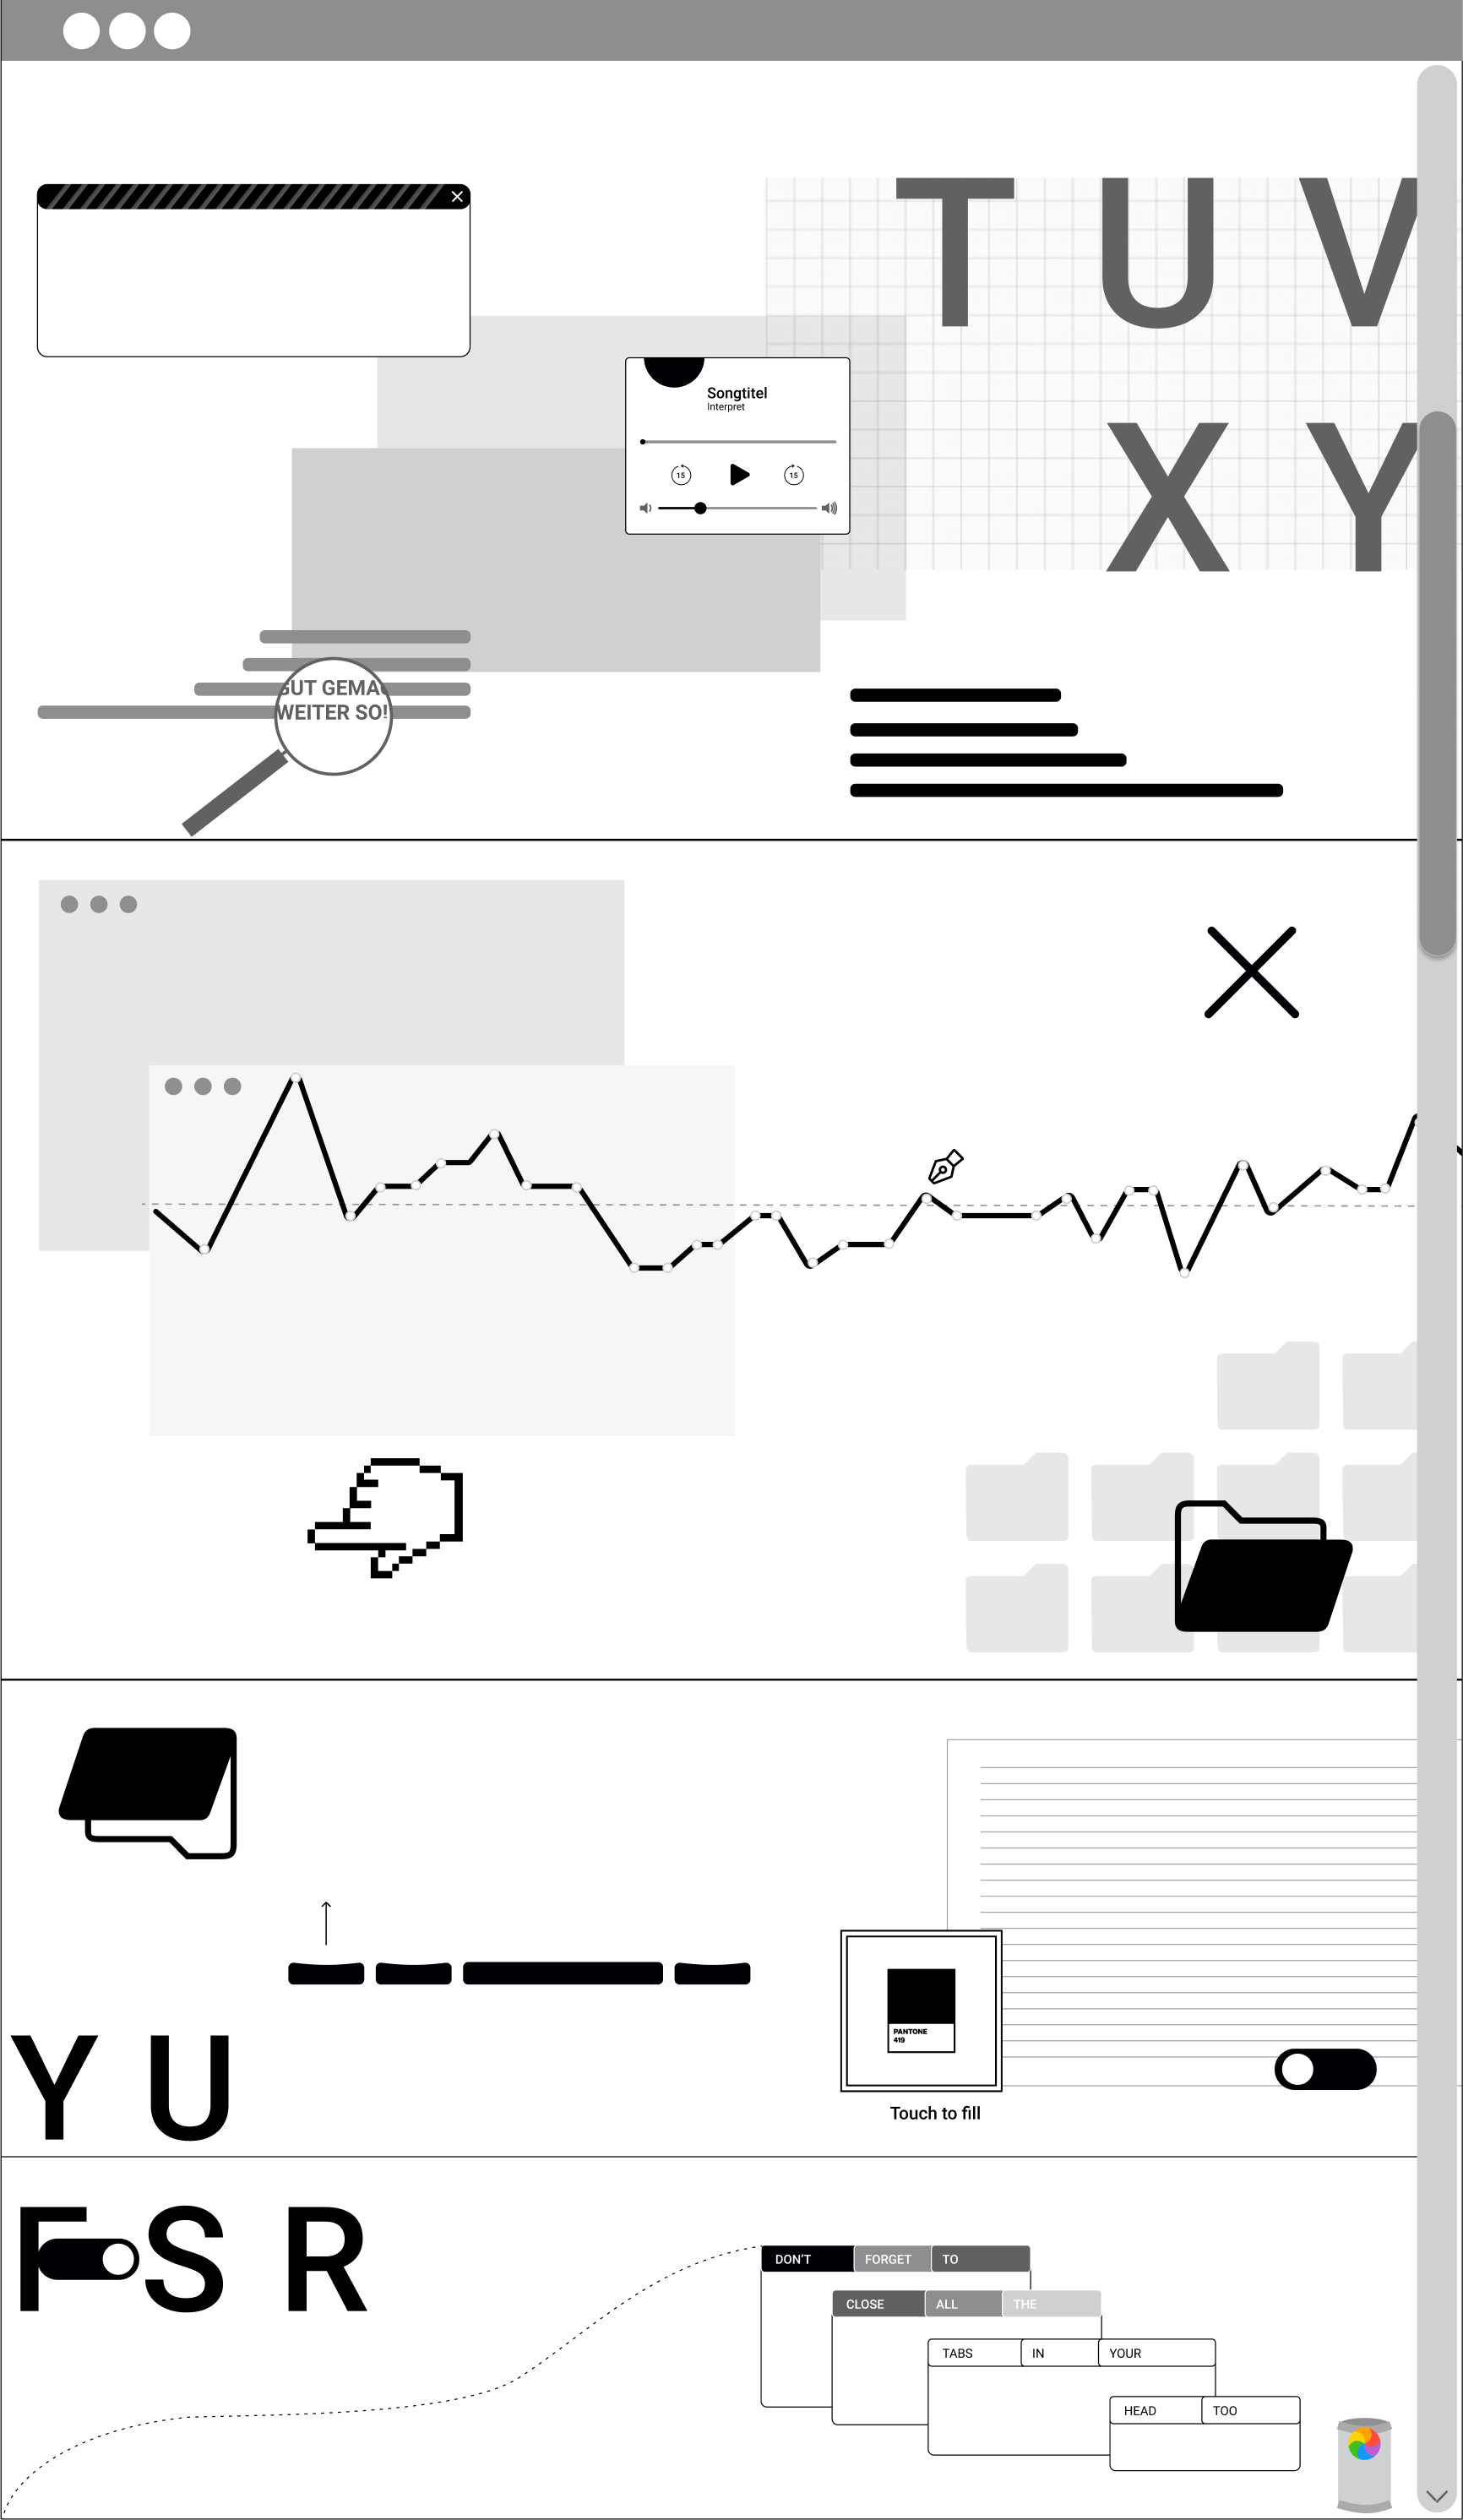 T U V
X Y
Songtitel
Interpret
15
15
GUT GEMAC
WEITER SO!
PANTONE
419
Touch to fill
Y U
F S R
DON'T FORGET TO
CLOSE ALL THE
TABS IN YOUR
HEAD TOO